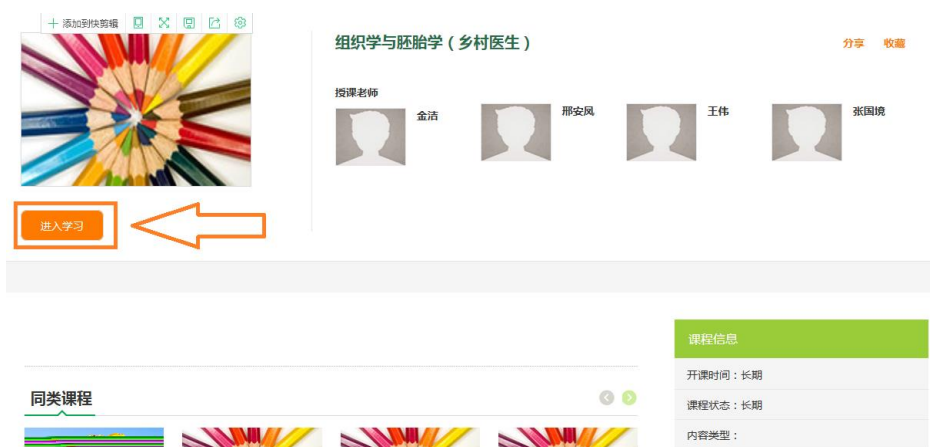 添加到快剪辑
组织学与胚胎学（乡村医生）
分享 收藏
授课老师
金洁 邢安凤 王伟 张国境
进入学习
课程信息
开课时间：长期
同类课程
课程状态：长期
内容类型：